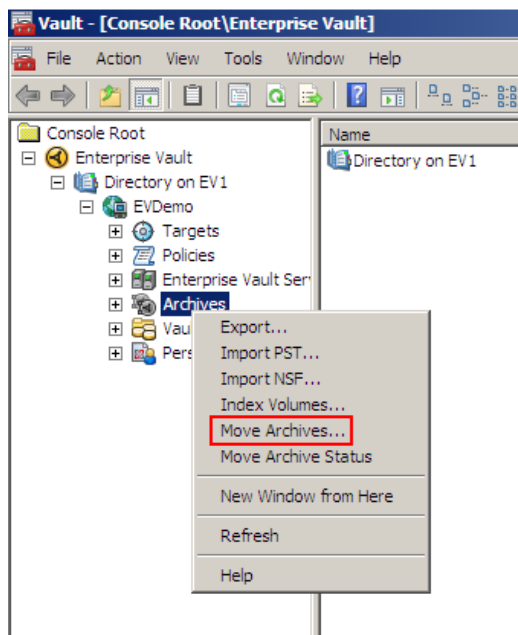 Vault - [Console Root\Enterprise Vault]
File Action View Tools Window Help
Console Root
Enterprise Vault
Directory on EV1
EVDemo
Targets
Policies
Enterprise Vault Ser
Archives
Vau
Pers
Name
Directory on EV1
Export...
Import PST...
Import NSF...
Index Volumes...
Move Archives...
Move Archive Status
New Window from Here
Refresh
Help